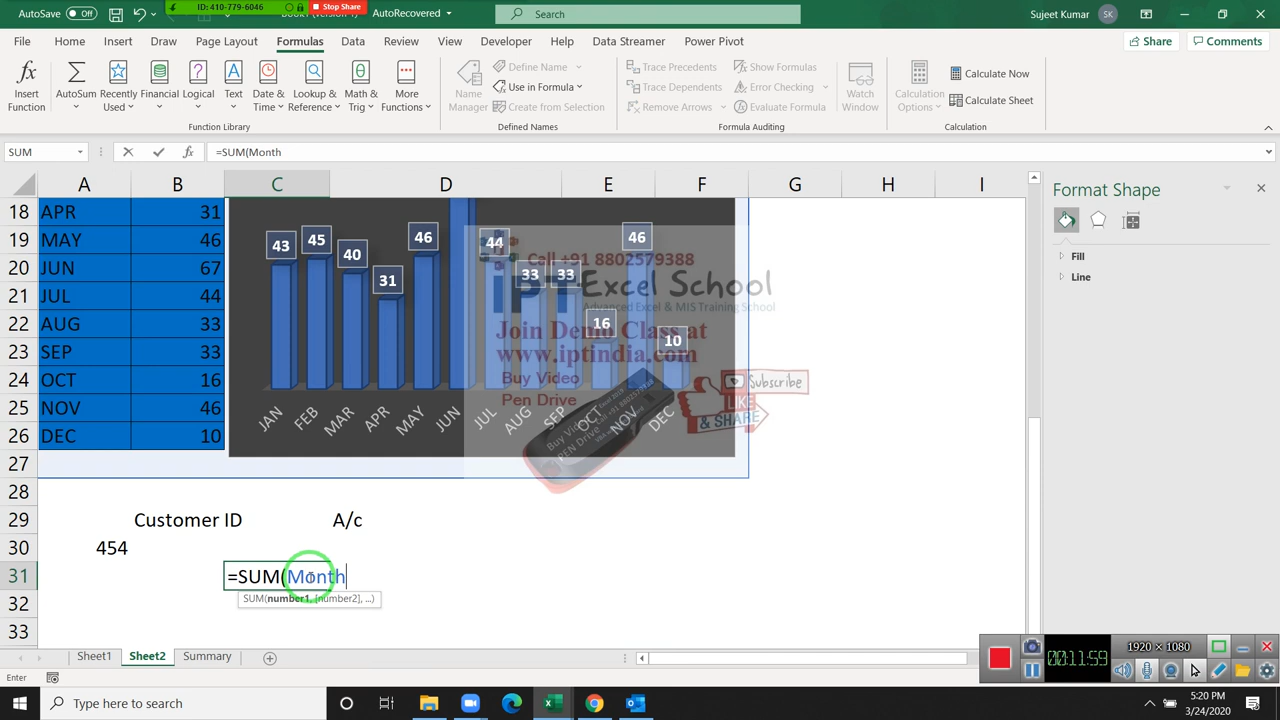 AutoSave Off
ID: 410-779-6046
Stop Share
AutoRecovered
Search
Sujeet Kumar SK
File Home Insert Draw Page Layout Formulas Data Review View Developer Help Data Streamer Power Pivot
Share Comments
Insert Function
AutoSum
Recently Used
Financial
Logical
Text
Date & Time
Lookup & Reference
Math & Trig
More Functions
Function Library
Name Manager
Define Name
Use in Formula
Create from Selection
Defined Names
Trace Precedents
Trace Dependents
Remove Arrows
Show Formulas
Error Checking
Evaluate Formula
Formula Auditing
Watch Window
Calculation Options
Calculate Now
Calculate Sheet
Calculation
SUM fx =SUM(Month
A B C D E F G H I
18 APR 31
19 MAY 46
20 JUN 67
21 JUL 44
22 AUG 33
23 SEP 33
24 OCT 16
25 NOV 46
26 DEC 10
27
28
29 Customer ID A/c
30 454
31 =SUM(Month
SUM(number1, [number2], ...)
32
33
43 45 40 31 46 44 33 33 16 46 10
JAN FEB MAR APR MAY JUN JUL AUG SEP OCT NOV DEC
Call +91 8802579388
iPT Excel School
Advanced Excel & MIS Training School
Join Demo Class at
www.iptindia.com
Buy Video
Pen Drive
Subscribe
LIKE
& SHARE
Format Shape
Fill
Line
Sheet1 Sheet2 Summary
Enter
1920 × 1080
00:11:59
Type here to search
5:20 PM
3/24/2020